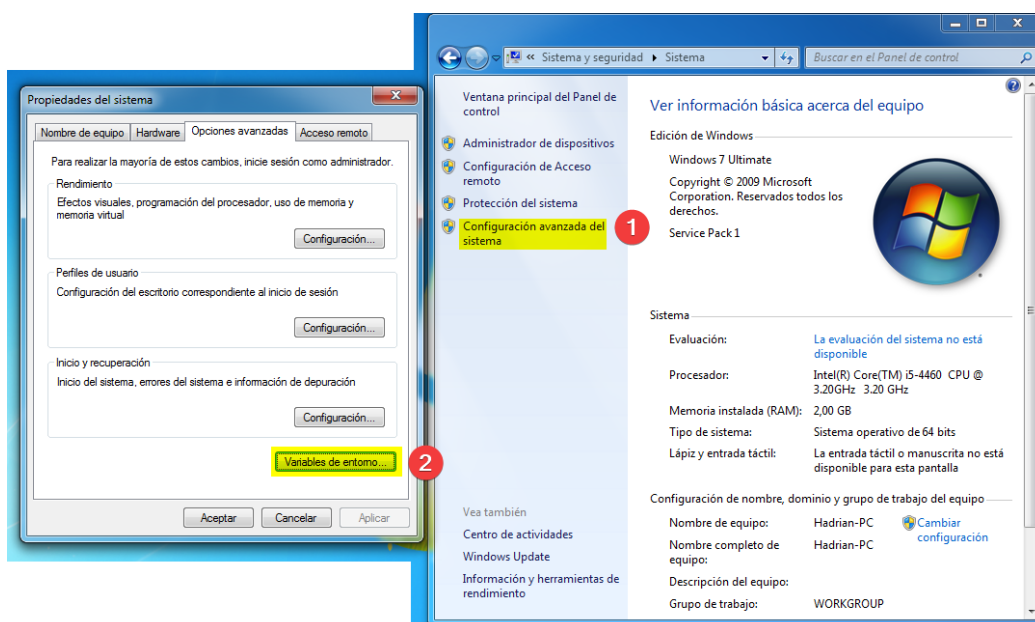 Propiedades del sistema
Nombre de equipo
Hardware
Opciones avanzadas
Acceso remoto
Para realizar la mayoría de estos cambios, inicie sesión como administrador.
Rendimiento
Efectos visuales, programación del procesador, uso de memoria y
memoria virtual
Configuración...
Perfiles de usuario
Configuración del escritorio correspondiente al inicio de sesión
Configuración...
Inicio y recuperación
Inicio del sistema, errores del sistema e información de depuración
Configuración...
Variables de entorno...
2
Aceptar
Cancelar
Aplicar
« Sistema y seguridad
Sistema
Buscar en el Panel de control
Ventana principal del Panel de
control
Administrador de dispositivos
Configuración de Acceso
remoto
Protección del sistema
Configuración avanzada del
sistema
1
Vea también
Centro de actividades
Windows Update
Información y herramientas de
rendimiento
Ver información básica acerca del equipo
Edición de Windows
Windows 7 Ultimate
Copyright © 2009 Microsoft
Corporation. Reservados todos los
derechos.
Service Pack 1
Sistema
Evaluación:
La evaluación del sistema no está
disponible
Procesador:
Intel(R) Core(TM) i5-4460 CPU @
3.20GHz 3.20 GHz
Memoria instalada (RAM):
2,00 GB
Tipo de sistema:
Sistema operativo de 64 bits
Lápiz y entrada táctil:
La entrada táctil o manuscrita no está
disponible para esta pantalla
Configuración de nombre, dominio y grupo de trabajo del equipo
Nombre de equipo:
Hadrian-PC
Cambiar
configuración
Nombre completo de
equipo:
Hadrian-PC
Descripción del equipo:
Grupo de trabajo:
WORKGROUP